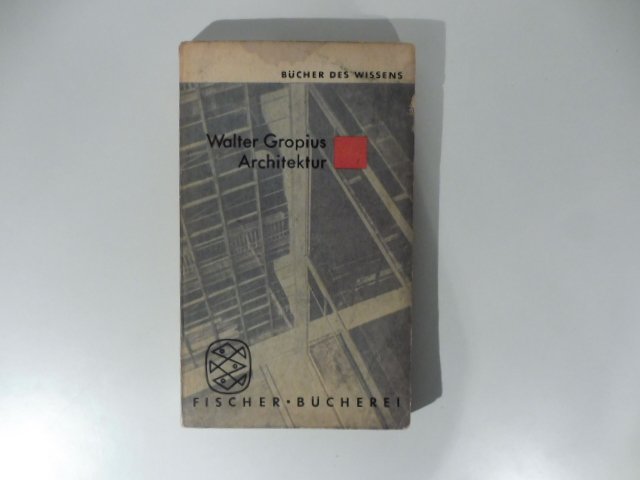 BÜCHER DES WISSENS
Walter Gropius
Architektur
FISCHER • BÜCHEREI